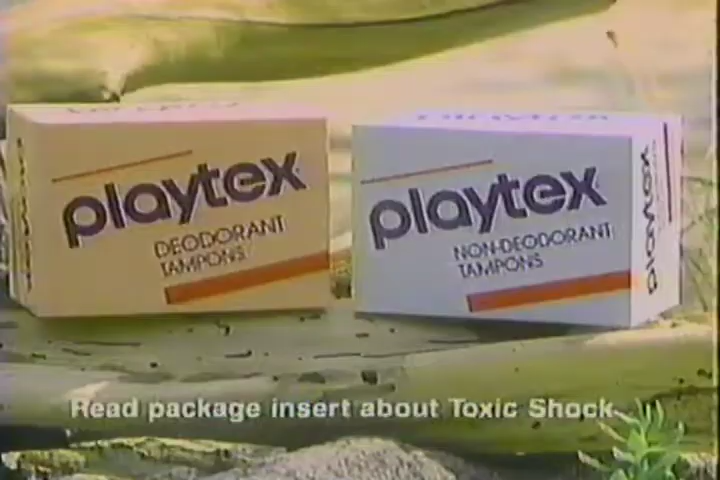 playtex
DEODORANT
TAMPONS
playtex
NON-DEODORANT
TAMPONS
playtex
Read package insert about Toxic Shock